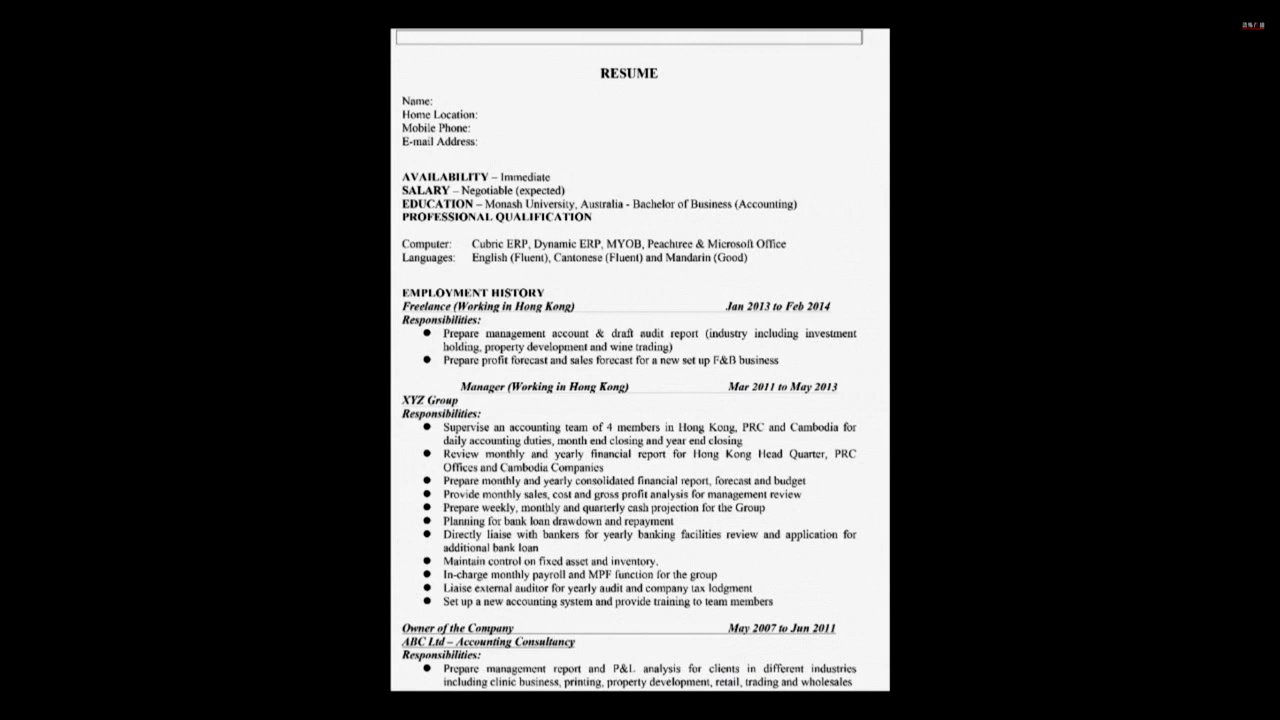 RESUME
Name:
Home Location:
Mobile Phone:
E-mail Address:
AVAILABILITY – Immediate
SALARY – Negotiable (expected)
EDUCATION – Monash University, Australia - Bachelor of Business (Accounting)
PROFESSIONAL QUALIFICATION
Computer: Cubric ERP, Dynamic ERP, MYOB, Peachtree & Microsoft Office
Languages: English (Fluent), Cantonese (Fluent) and Mandarin (Good)
EMPLOYMENT HISTORY
Freelance (Working in Hong Kong) Jan 2013 to Feb 2014
Responsibilities:
● Prepare management account & draft audit report (industry including investment
holding, property development and wine trading)
● Prepare profit forecast and sales forecast for a new set up F&B business
Manager (Working in Hong Kong) Mar 2011 to May 2013
XYZ Group
Responsibilities:
● Supervise an accounting team of 4 members in Hong Kong, PRC and Cambodia for
daily accounting duties, month end closing and year end closing
● Review monthly and yearly financial report for Hong Kong Head Quarter, PRC
Offices and Cambodia Companies
● Prepare monthly and yearly consolidated financial report, forecast and budget
● Provide monthly sales, cost and gross profit analysis for management review
● Prepare weekly, monthly and quarterly cash projection for the Group
● Planning for bank loan drawdown and repayment
● Directly liaise with bankers for yearly banking facilities review and application for
additional bank loan
● Maintain control on fixed asset and inventory.
● In-charge monthly payroll and MPF function for the group
● Liaise external auditor for yearly audit and company tax lodgment
● Set up a new accounting system and provide training to team members
Owner of the Company May 2007 to Jun 2011
ABC Ltd – Accounting Consultancy
Responsibilities:
● Prepare management report and P&L analysis for clients in different industries
including clinic business, printing, property development, retail, trading and wholesales